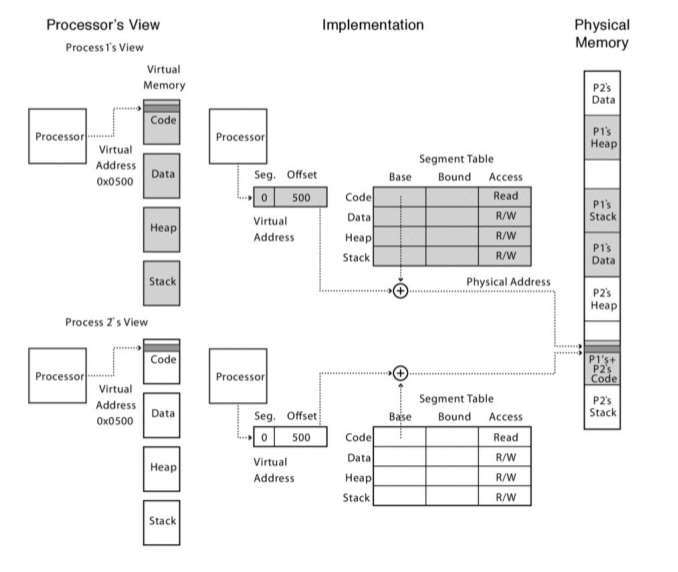 Processor's View
Implementation
Physical
Memory
Process 1's View
Virtual
Memory
Processor
Virtual
Address
0x0500
Code
Data
Heap
Stack
Processor
Seg. Offset
0 500
Virtual
Address
Segment Table
Base Bound Access
Code Read
Data R/W
Heap R/W
Stack R/W
Physical Address
Process 2's View
Processor
Virtual
Address
0x0500
Code
Data
Heap
Stack
Processor
Seg. Offset
0 500
Virtual
Address
Segment Table
Base Bound Access
Code Read
Data R/W
Heap R/W
Stack R/W
P2's
Data
P1's
Heap
P1's
Stack
P1's
Data
P2's
Heap
P1's+
P2's
Code
P2's
Stack